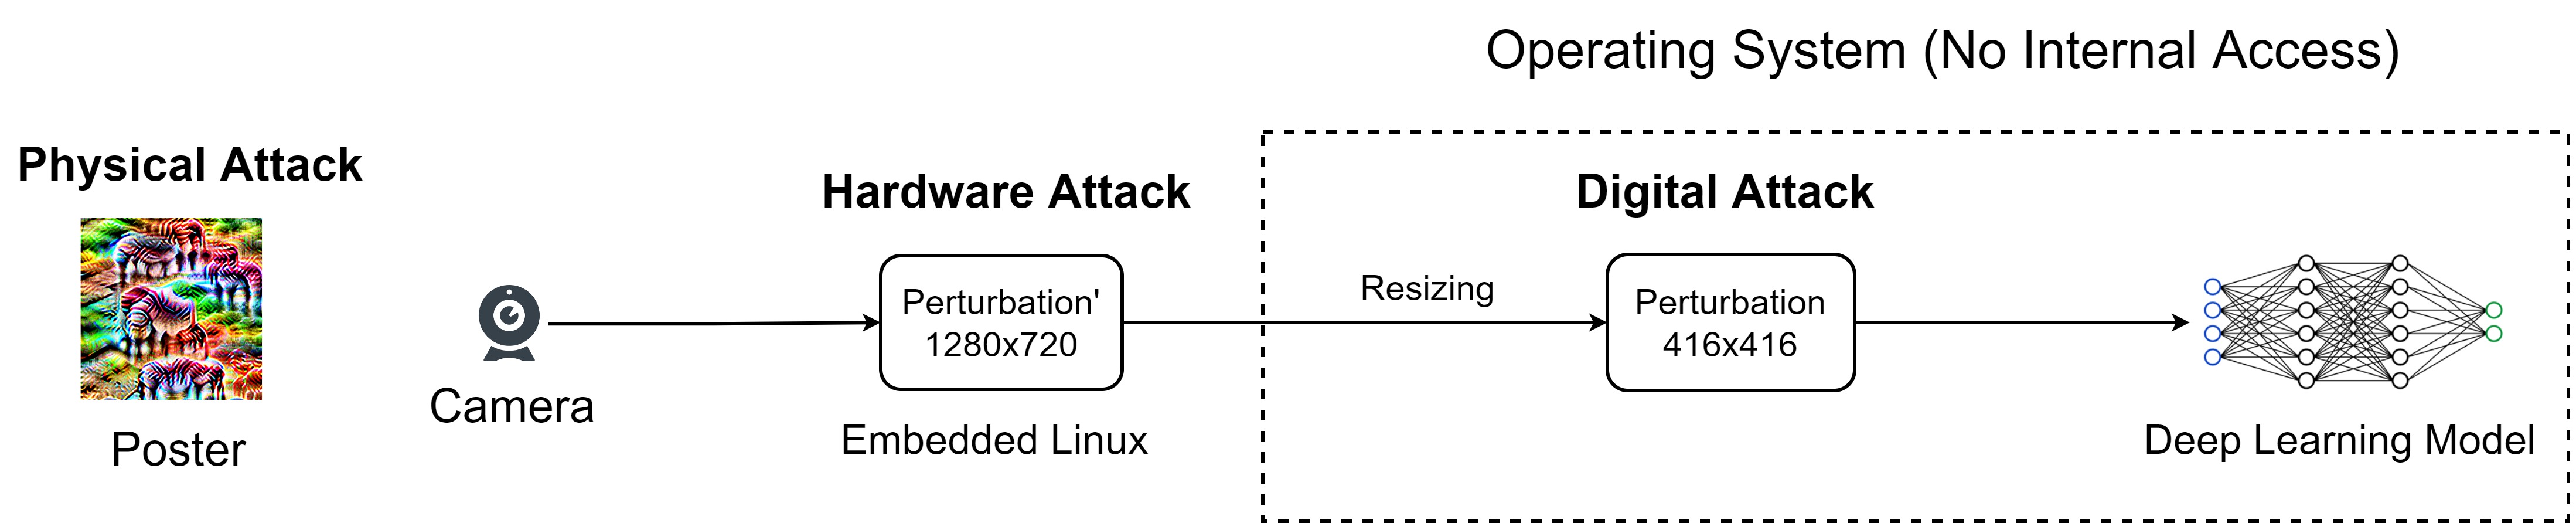 Operating System (No Internal Access)
Physical Attack
Hardware Attack
Digital Attack
Perturbation'
1280x720
Resizing
Perturbation
416x416
Camera
Poster
Embedded Linux
Deep Learning Model